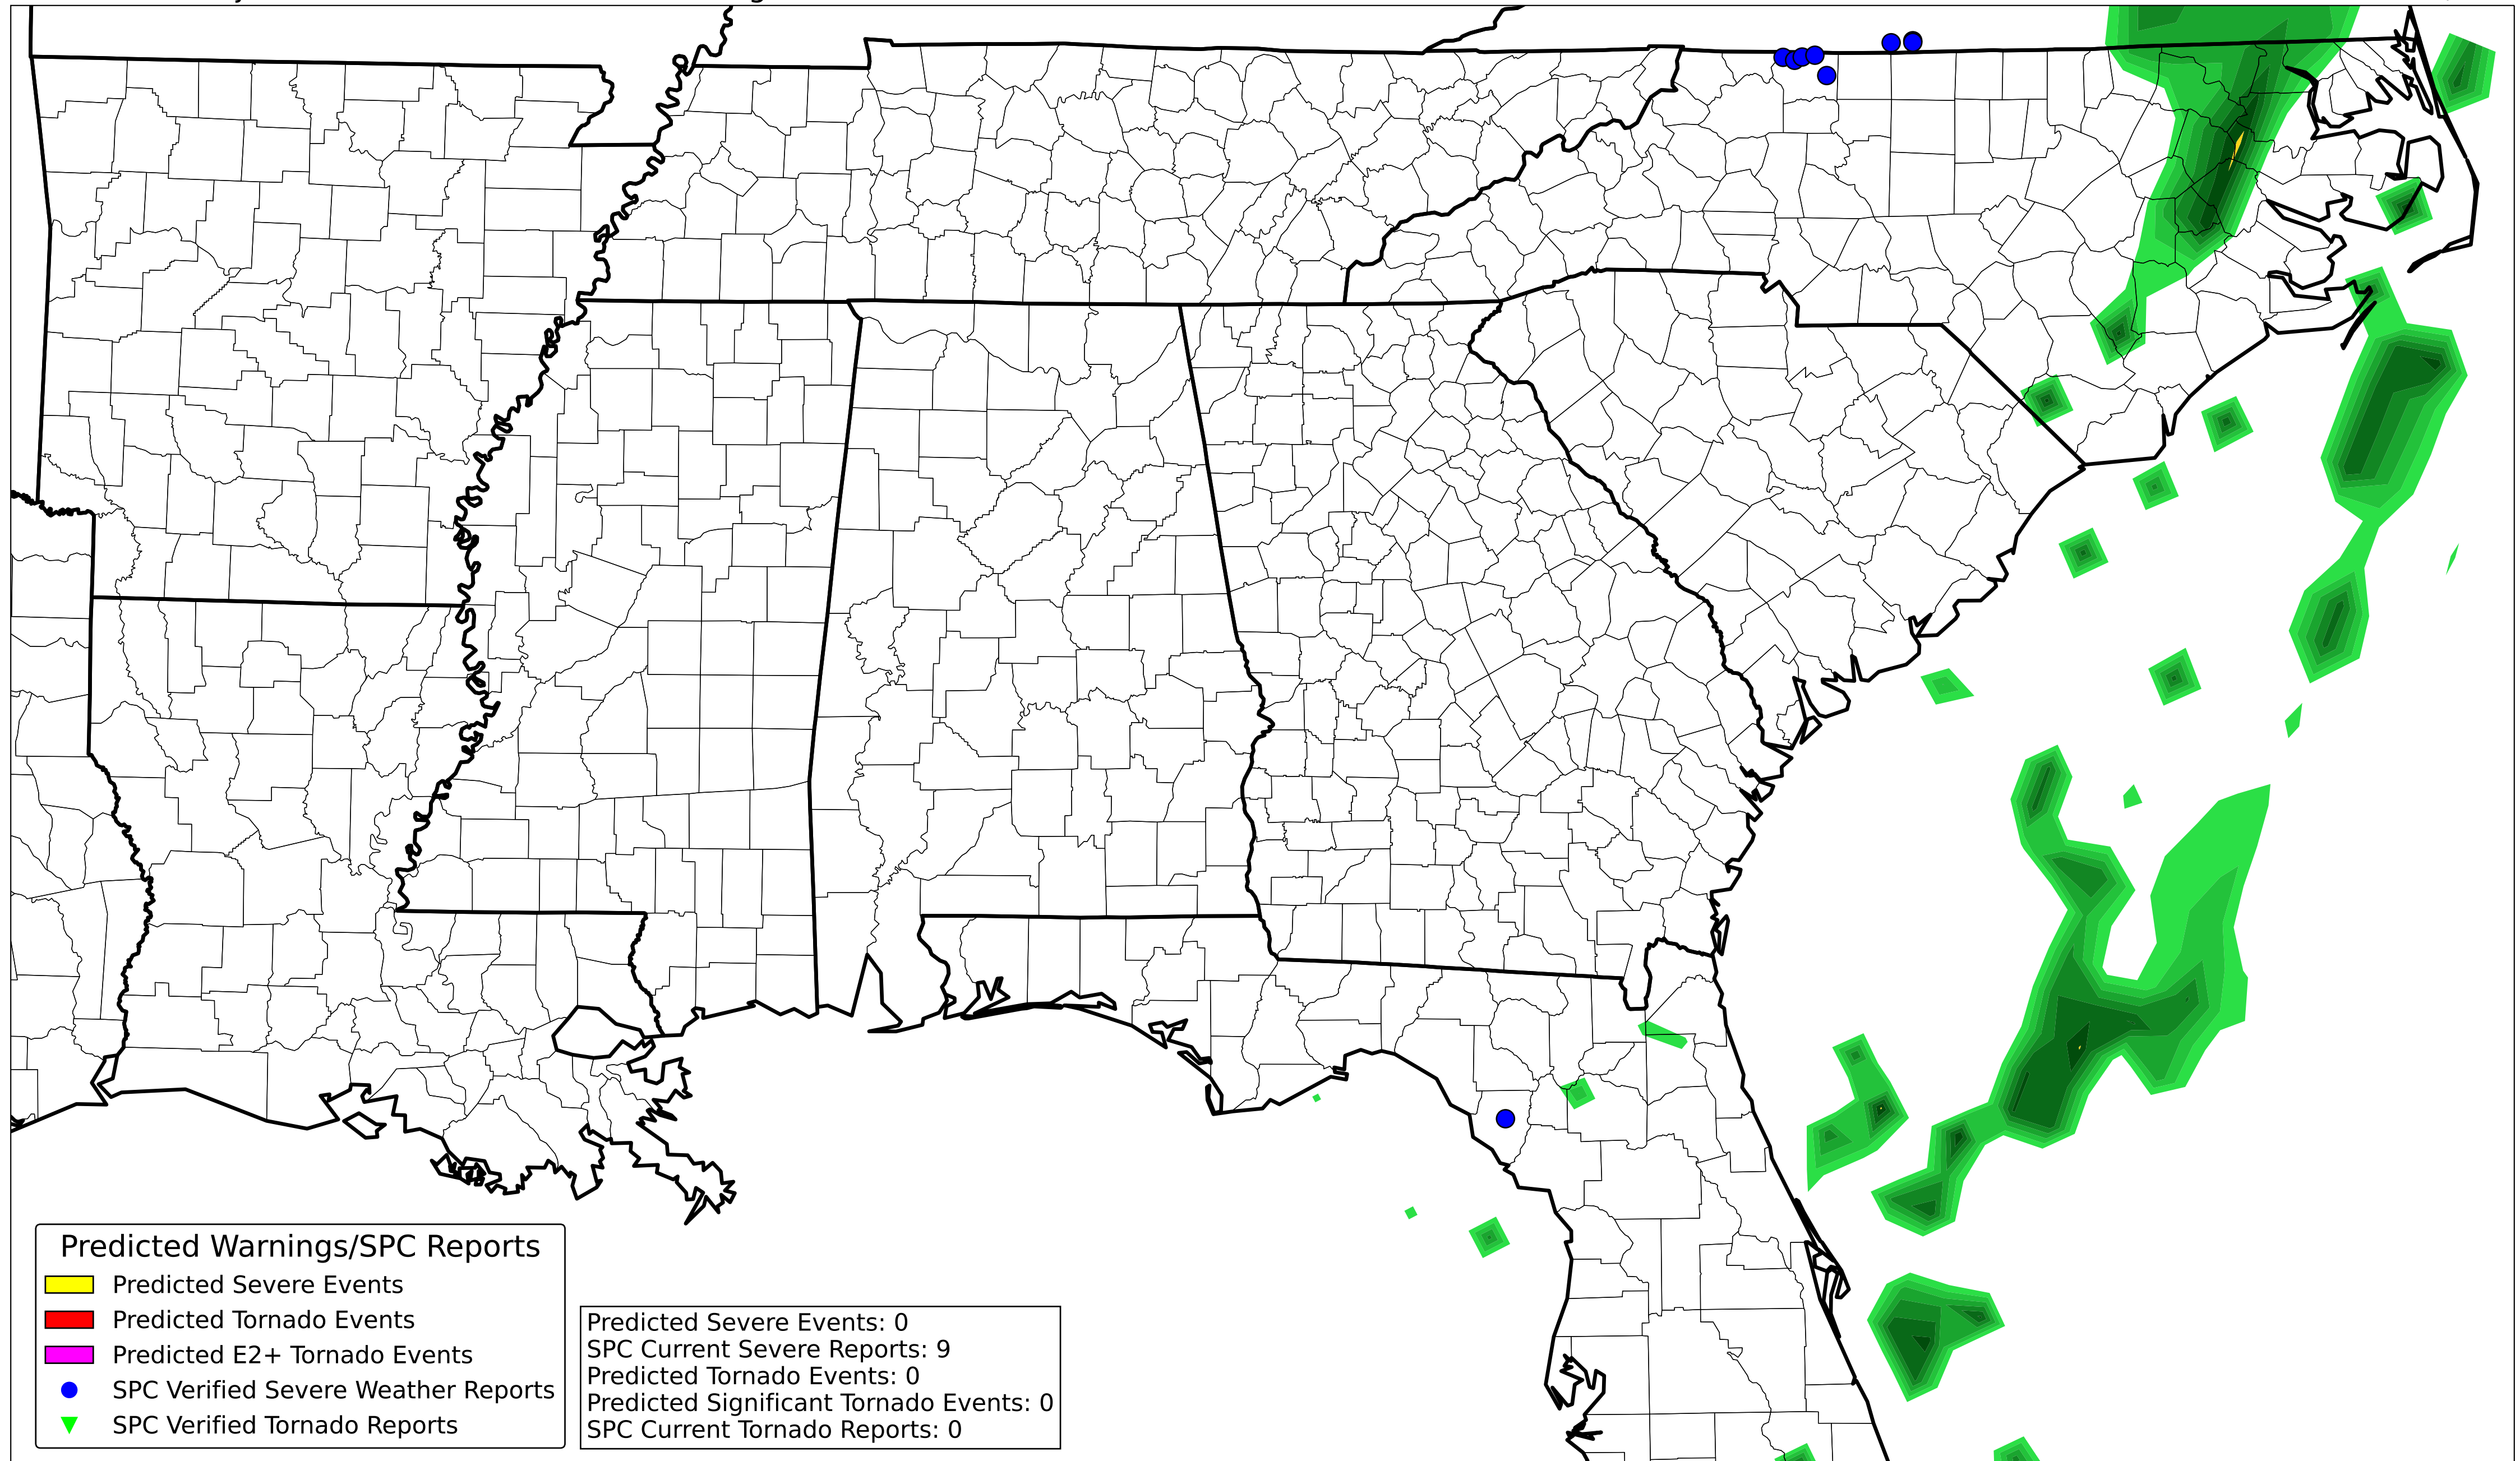 Predicted Warnings/SPC Reports
Predicted Severe Events
Predicted Tornado Events
Predicted E2+ Tornado Events
SPC Verified Severe Weather Reports
SPC Verified Tornado Reports
Predicted Severe Events: 0
SPC Current Severe Reports: 9
Predicted Tornado Events: 0
Predicted Significant Tornado Events: 0
SPC Current Tornado Reports: 0